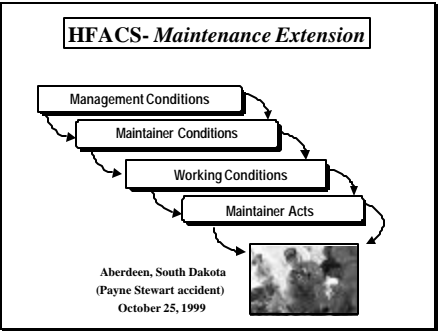 HFACS- Maintenance Extension
Management Conditions
Maintainer Conditions
Working Conditions
Maintainer Acts
Aberdeen, South Dakota
(Payne Stewart accident)
October 25, 1999